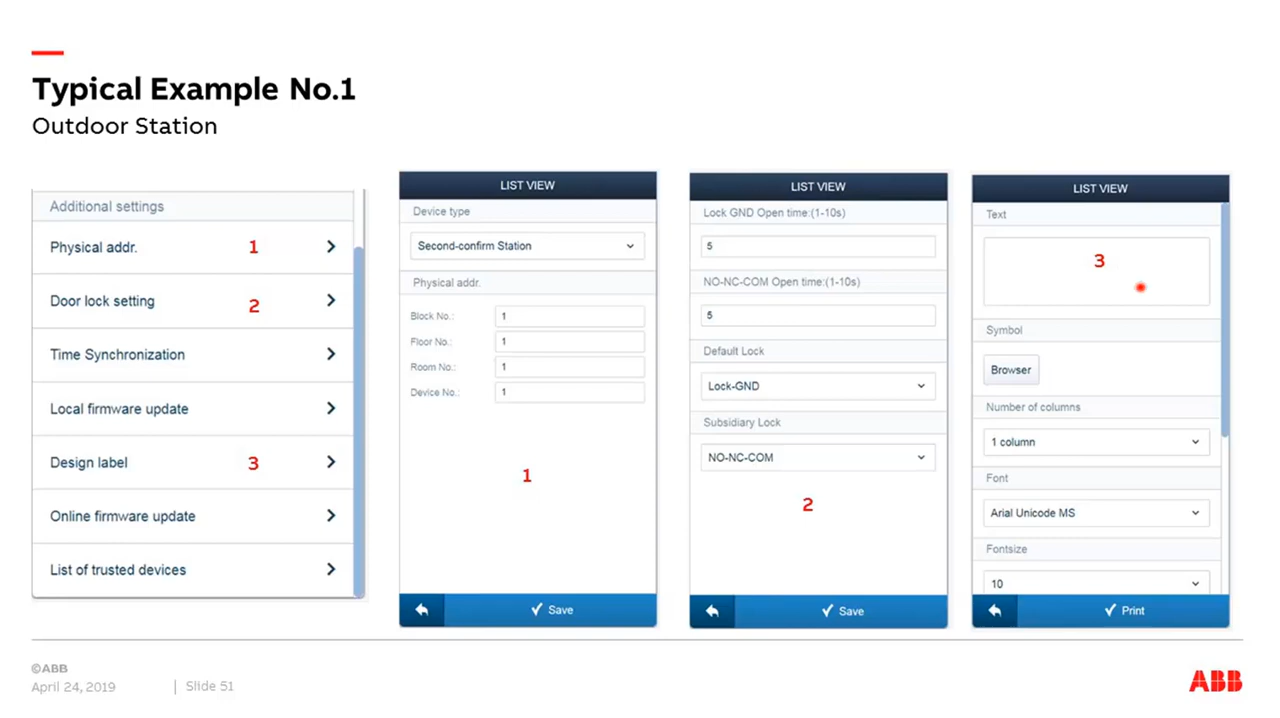 Typical Example No.1
Outdoor Station
Additional settings
Physical addr. 1
Door lock setting 2
Time Synchronization
Local firmware update
Design label 3
Online firmware update
List of trusted devices
LIST VIEW
Device type
Second-confirm Station
Physical addr.
Block No.: 1
Floor No.: 1
Room No.: 1
Device No.: 1
1
Save
LIST VIEW
Lock GND Open time:(1-10s)
5
NO-NC-COM Open time:(1-10s)
5
Default Lock
Lock-GND
Subsidiary Lock
NO-NC-COM
2
Save
LIST VIEW
Text
3
Symbol
Browser
Number of columns
1 column
Font
Arial Unicode MS
Fontsize
10
Print
©ABB
April 24, 2019 | Slide 51
ABB